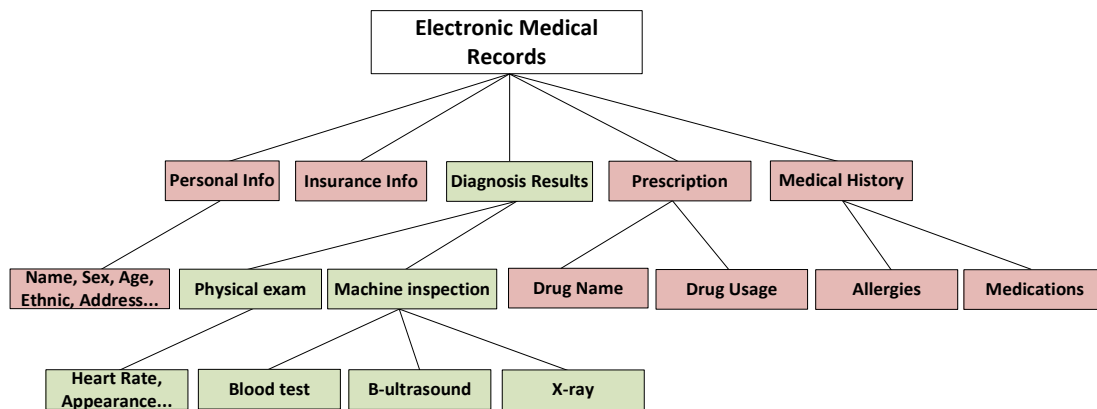 Electronic Medical
Records
Personal Info
Insurance Info
Diagnosis Results
Prescription
Medical History
Name, Sex, Age,
Ethnic, Address...
Physical exam
Machine inspection
Drug Name
Drug Usage
Allergies
Medications
Heart Rate,
Appearance...
Blood test
B-ultrasound
X-ray